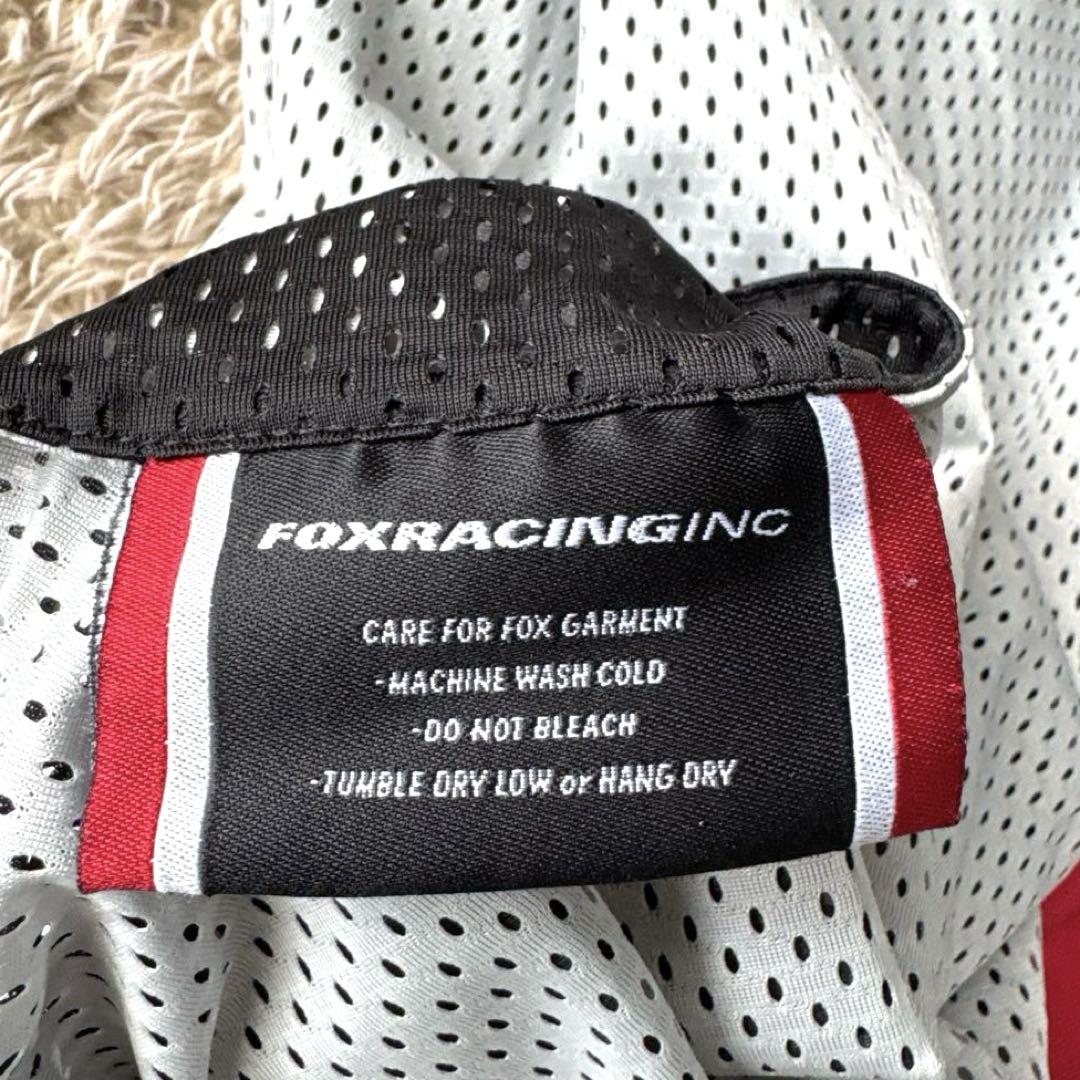 FOXRACINGINC
CARE FOR FOX GARMENT
-MACHINE WASH COLD
-DO NOT BLEACH
-TUMBLE DRY LOW or HANG DRY